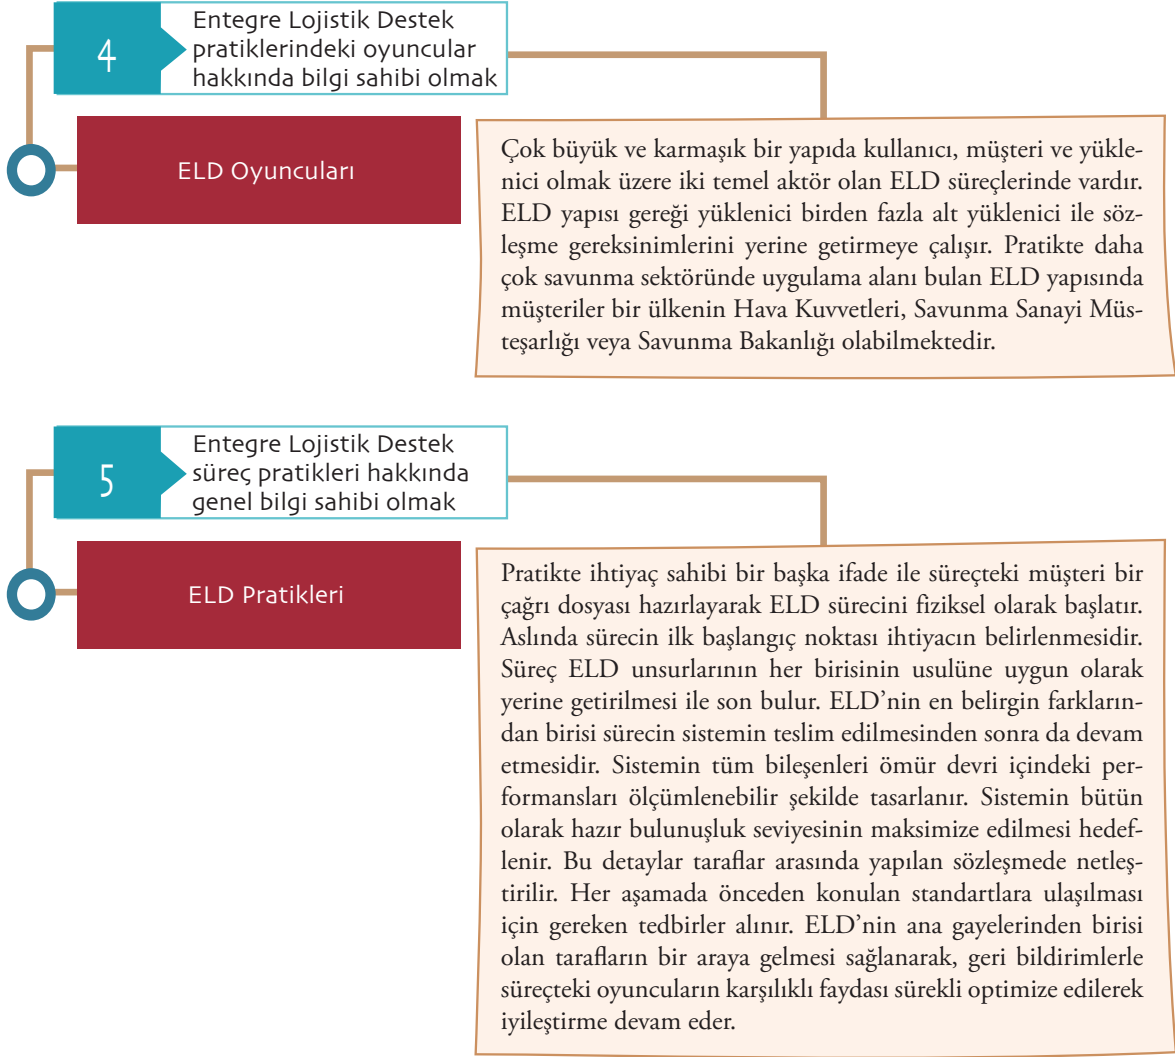 4
Entegre Lojistik Destek
pratiklerindeki oyuncular
hakkında bilgi sahibi olmak
ELD Oyuncuları
Çok büyük ve karmaşık bir yapıda kullanıcı, müşteri ve yükle-
nici olmak üzere iki temel aktör olan ELD süreçlerinde vardır.
ELD yapısı gereği yüklenici birden fazla alt yüklenici ile söz-
leşme gereksinimlerini yerine getirmeye çalışır. Pratikte daha
çok savunma sektöründe uygulama alanı bulan ELD yapısında
müşteriler bir ülkenin Hava Kuvvetleri, Savunma Sanayi Müs-
teşarlığı veya Savunma Bakanlığı olabilmektedir.
5
Entegre Lojistik Destek
süreç pratikleri hakkında
genel bilgi sahibi olmak
ELD Pratikleri
Pratikte ihtiyaç sahibi bir başka ifade ile süreçteki müşteri bir
çağrı dosyası hazırlayarak ELD sürecini fiziksel olarak başlatır.
Aslında sürecin ilk başlangıç noktası ihtiyacın belirlenmesidir.
Süreç ELD unsurlarının her birisinin usulüne uygun olarak
yerine getirilmesi ile son bulur. ELD’nin en belirgin farkların-
dan birisi sürecin sistemin teslim edilmesinden sonra da devam
etmesidir. Sistemin tüm bileşenleri ömür devri içindeki per-
formansları ölçümlenebilir şekilde tasarlanır. Sistemin bütün
olarak hazır bulunuşluk seviyesinin maksimize edilmesi hedef-
lenir. Bu detaylar taraflar arasında yapılan sözleşmede netleş-
tirilir. Her aşamada önceden konulan standartlara ulaşılması
için gereken tedbirler alınır. ELD’nin ana gayelerinden birisi
olan tarafların bir araya gelmesi sağlanarak, geri bildirimlerle
süreçteki oyuncuların karşılıklı faydası sürekli optimize edilerek
iyileştirme devam eder.